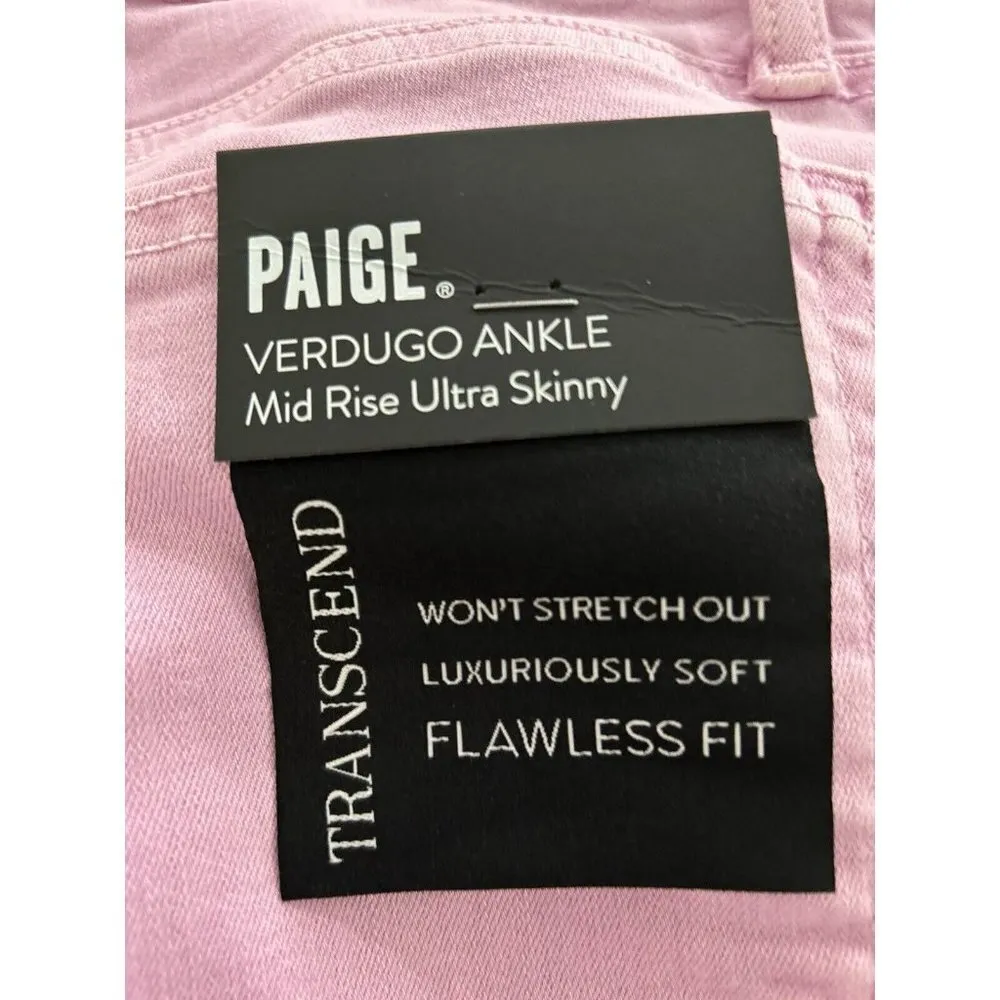 PAIGE®
VERDUGO ANKLE
Mid Rise Ultra Skinny
TRANSCEND
WON'T STRETCH OUT
LUXURIOUSLY SOFT
FLAWLESS FIT